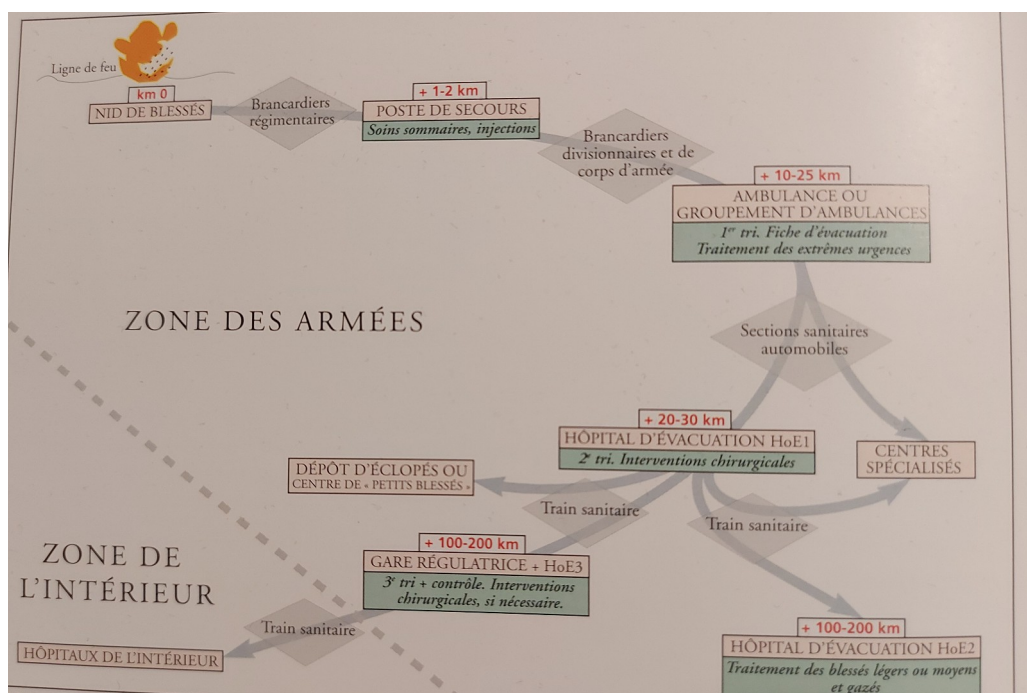 Ligne de feu
km 0
NID DE BLESSÉS
Brancardiers
régimentaires
+ 1-2 km
POSTE DE SECOURS
Soins sommaires, injections
Brancardiers
divisionnaires et de
corps d'armée
+ 10-25 km
AMBULANCE OU
GROUPEMENT D'AMBULANCES
1er tri. Fiche d'évacuation
Traitement des extrêmes urgences
ZONE DES ARMÉES
Sections sanitaires
automobiles
+ 20-30 km
HÔPITAL D'ÉVACUATION HoE1
2e tri. Interventions chirurgicales
CENTRES
SPÉCIALISÉS
DÉPÔT D'ÉCLOPÉS OU
CENTRE DE « PETITS BLESSÉS »
Train sanitaire
Train sanitaire
+ 100-200 km
GARE RÉGULATRICE + HoE3
3e tri + contrôle. Interventions
chirurgicales, si nécessaire.
ZONE DE
L'INTÉRIEUR
Train sanitaire
HÔPITAUX DE L'INTÉRIEUR
+ 100-200 km
HÔPITAL D'ÉVACUATION HoE2
Traitement des blessés légers ou moyens
et gazés